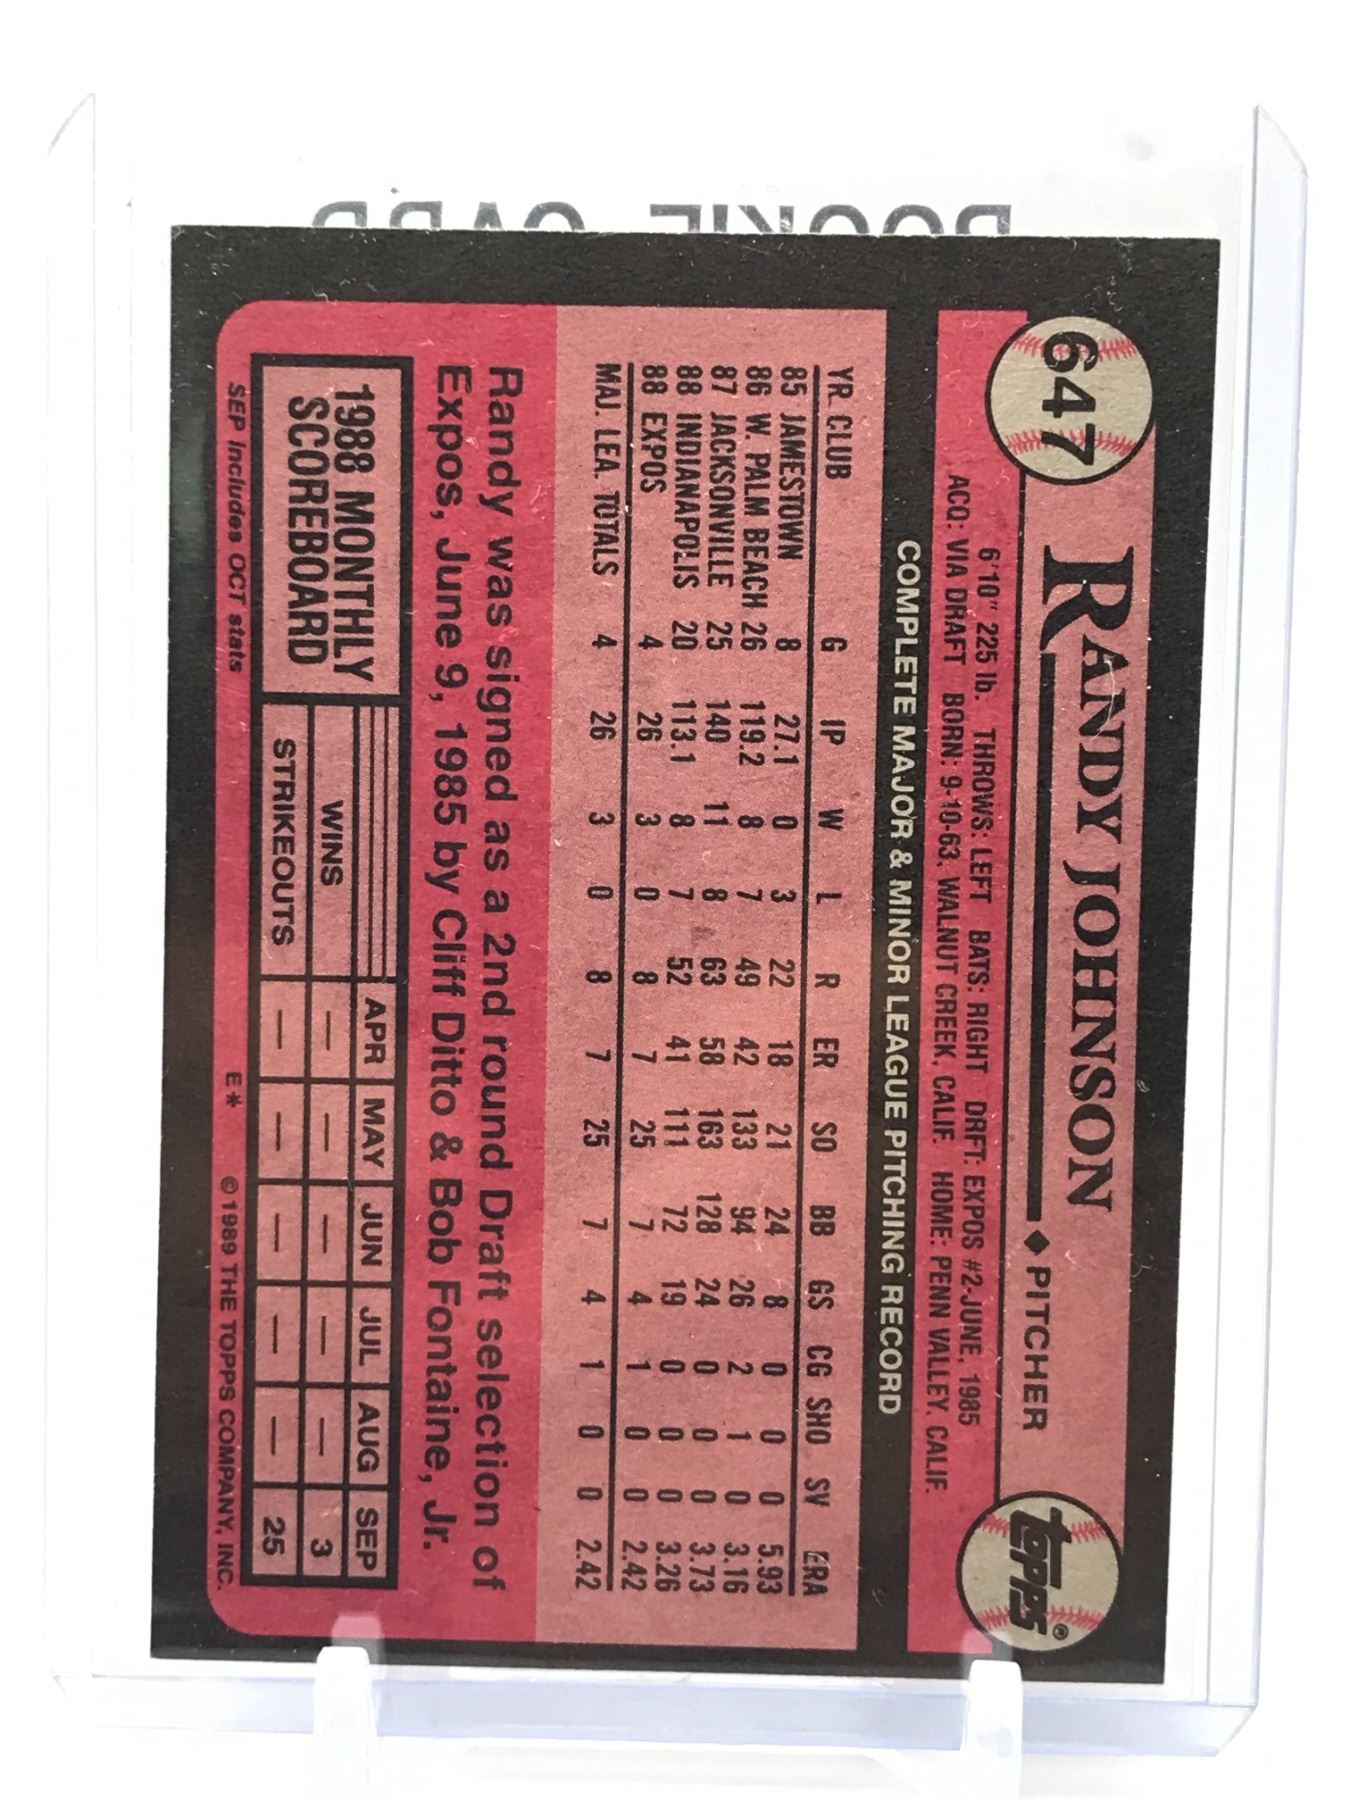 ROOKIE CARD
647
RANDY JOHNSON
◆ PITCHER
topps®
6'10" 225 lb. THROWS: LEFT BATS: RIGHT DRFT: EXPOS #2-JUNE, 1985
ACQ: VIA DRAFT BORN: 9-10-63, WALNUT CREEK, CALIF. HOME: PENN VALLEY, CALIF.
COMPLETE MAJOR & MINOR LEAGUE PITCHING RECORD
YR CLUB G IP W L R ER SO BB GS CG SHO SV ERA
85 JAMESTOWN 8 27.1 0 3 22 18 21 24 8 0 0 0 5.93
86 W. PALM BEACH 26 119.2 8 7 49 42 133 94 26 2 1 0 3.16
87 JACKSONVILLE 25 140 11 8 63 58 163 128 24 0 0 0 3.73
88 INDIANAPOLIS 20 113.1 8 7 52 41 111 72 19 0 0 0 3.26
88 EXPOS 4 26 3 0 8 7 25 7 4 1 0 0 2.42
MAJ. LEA. TOTALS 4 26 3 0 8 7 25 7 4 1 0 0 2.42
Randy was signed as a 2nd round Draft selection of
Expos, June 9, 1985 by Cliff Ditto & Bob Fontaine, Jr.
1988 MONTHLY
SCOREBOARD
APR MAY JUN JUL AUG SEP
WINS — — — — — 3
STRIKEOUTS — — — — — 25
SEP includes OCT stats
E* © 1989 THE TOPPS COMPANY, INC.